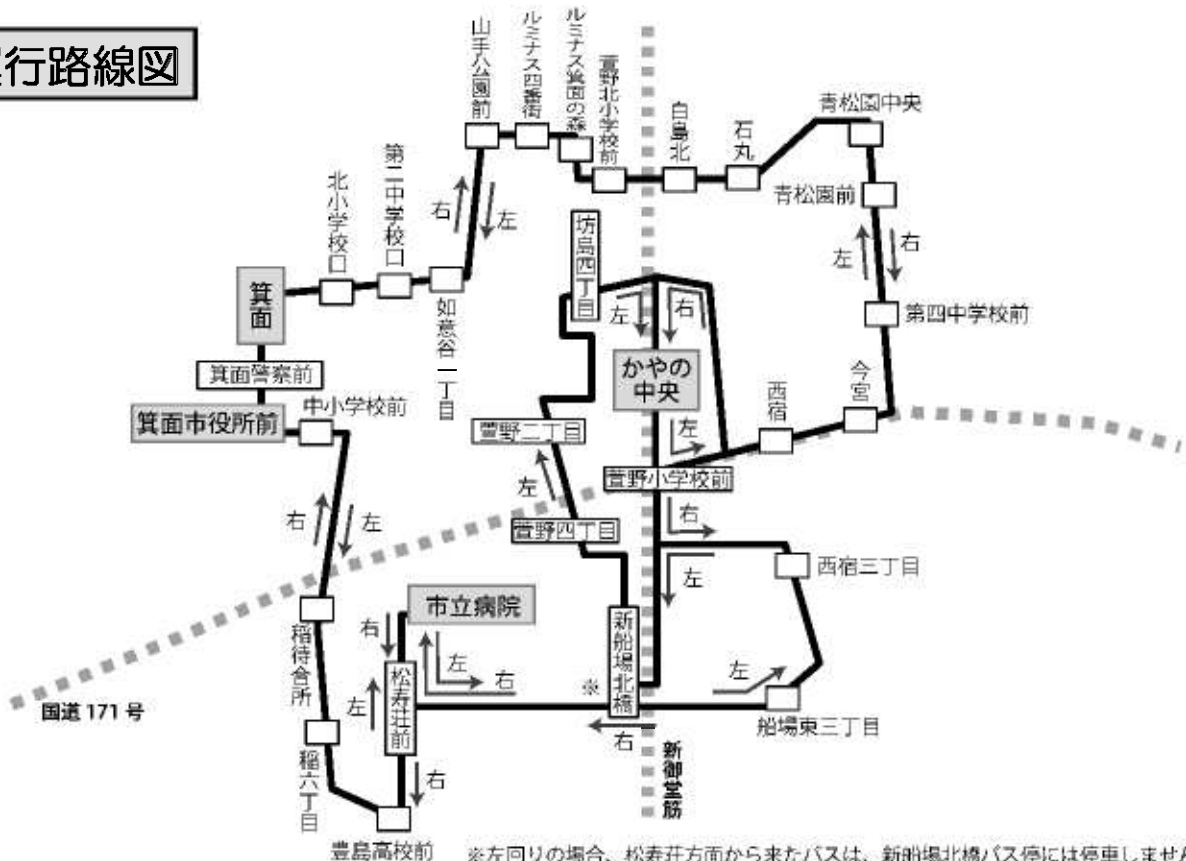 行路線図
山手公園前
ルミナス四番街
ルミナス箕面の森
萱野北小学校前
白島北
石丸
青松園中央
青松園前
北小学校口
第二中学校口
右
左
坊島四丁目
左
右
第四中学校前
箕面
如意谷一丁目
左
右
かやの
中央
西宿
今宮
箕面警察前
箕面市役所前
中小学校前
萱野二丁目
左
萱野小学校前
左
右
右
左
萱野四丁目
左
西宿三丁目
稲待合所
市立病院
右
左
右
新船場北橋
※
左
国道 171 号
左
松寿荘前
右
船場東三丁目
稲六丁目
右
新御堂筋
豊島高校前
※左回りの場合、松寿荘方面から来たバスは、新船場北橋バス停には停車しません